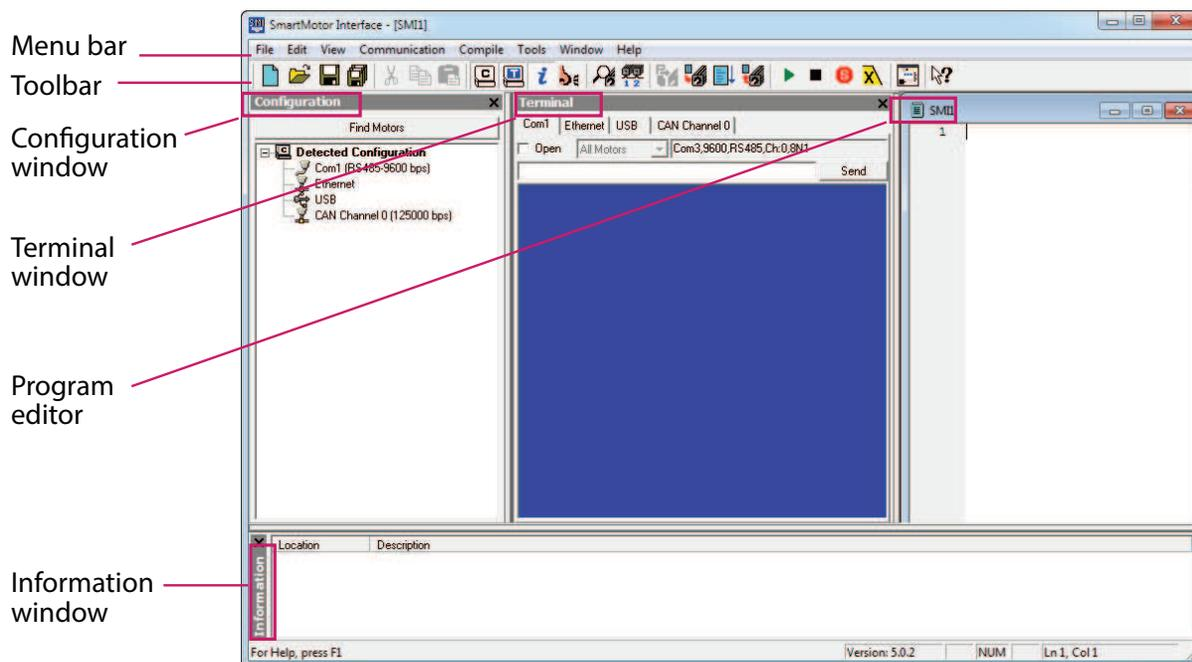 Menu bar
Toolbar
Configuration
window
Terminal
window
Program
editor
Information
window
SmartMotor Interface - [SMI1]
File Edit View Communication Compile Tools Window Help
Configuration
Find Motors
Detected Configuration
Com1 (RS485-9600 bps)
Ethernet
USB
CAN Channel 0 (125000 bps)
Terminal
Com1 Ethernet USB CAN Channel 0
Open All Motors Com3,9600,RS485,Ch:0,8N1
Send
SMI1
1
Information
Location Description
For Help, press F1
Version: 5.0.2 NUM Ln 1, Col 1